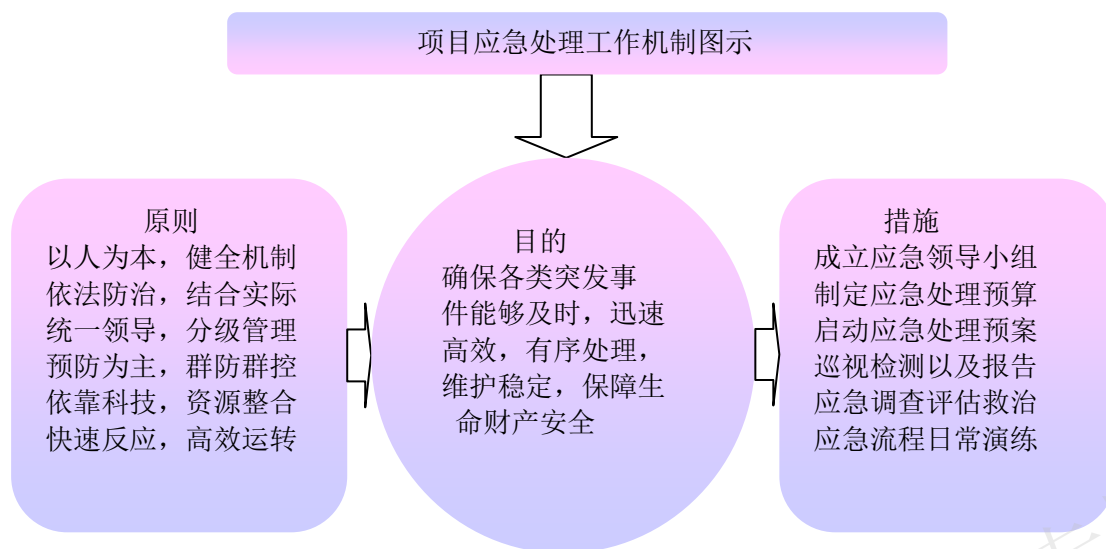 项目应急处理工作机制图示
原则
以人为本，健全机制
依法防治，结合实际
统一领导，分级管理
预防为主，群防群控
依靠科技，资源整合
快速反应，高效运转
目的
确保各类突发事
件能够及时，迅速
高效，有序处理，
维护稳定，保障生
命财产安全
措施
成立应急领导小组
制定应急处理预算
启动应急处理预案
巡视检测以及报告
应急调查评估救治
应急流程日常演练